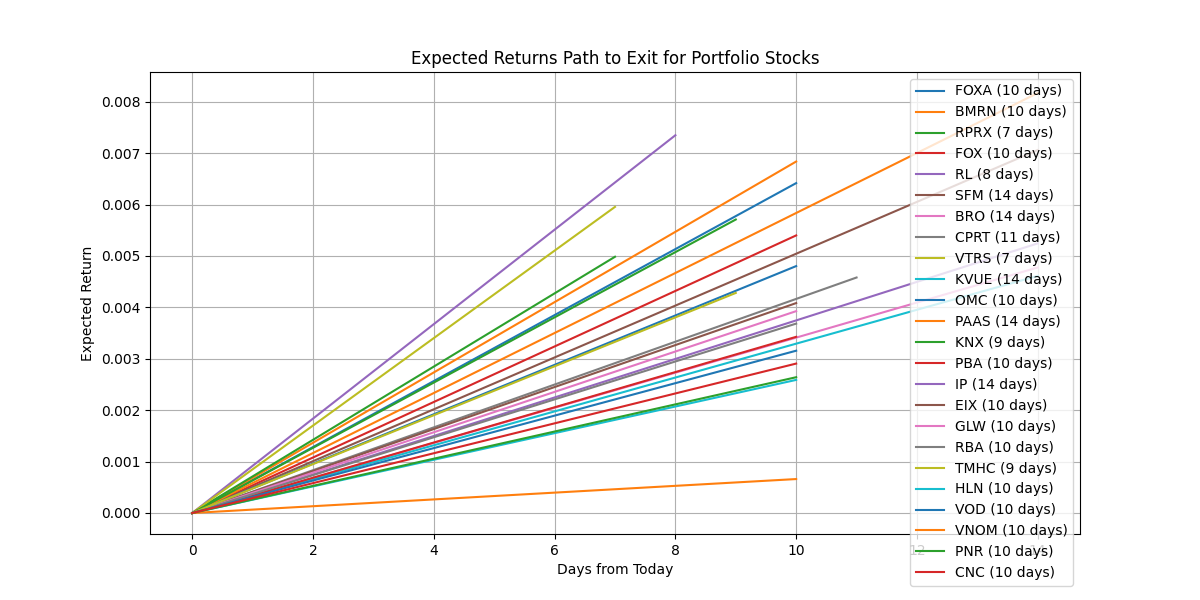 Expected Returns Path to Exit for Portfolio Stocks
Expected Return
0.008
0.007
0.006
0.005
0.004
0.003
0.002
0.001
0.000
0 2 4 6 8 10 12 14
Days from Today
FOXA (10 days)
BMRN (10 days)
RPRX (7 days)
FOX (10 days)
RL (8 days)
SFM (14 days)
BRO (14 days)
CPRT (11 days)
VTRS (7 days)
KVUE (14 days)
OMC (10 days)
PAAS (14 days)
KNX (9 days)
PBA (10 days)
IP (14 days)
EIX (10 days)
GLW (10 days)
RBA (10 days)
TMHC (9 days)
HLN (10 days)
VOD (10 days)
VNOM (10 days)
PNR (10 days)
CNC (10 days)